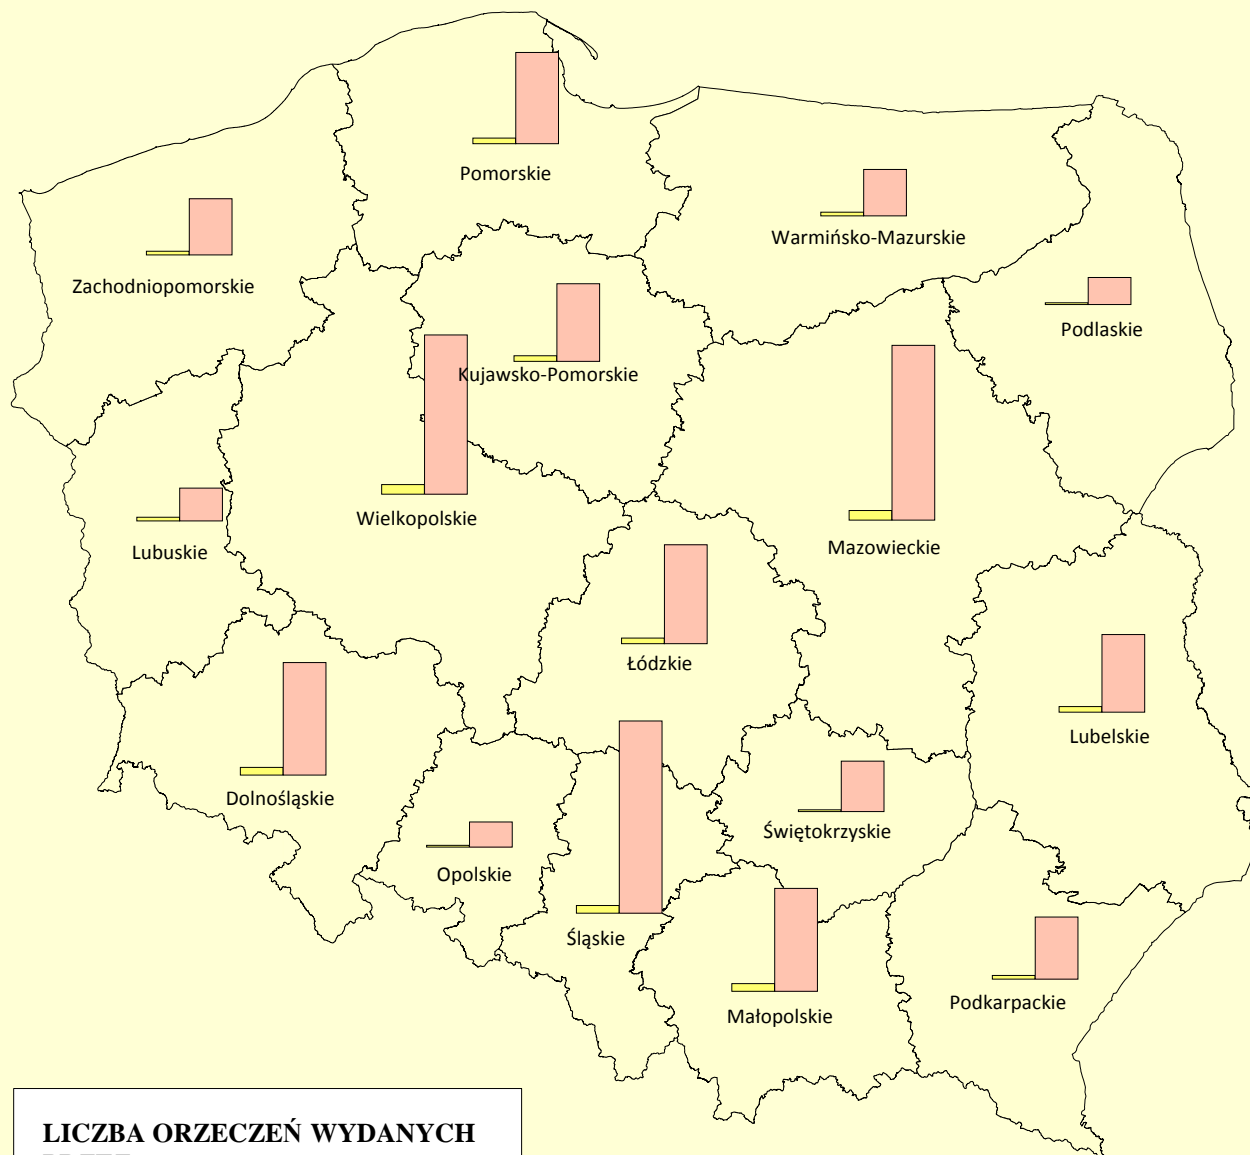 Pomorskie
Warmińsko-Mazurskie
Zachodniopomorskie
Podlaskie
Kujawsko-Pomorskie
Wielkopolskie
Mazowieckie
Lubuskie
Łódzkie
Lubelskie
Dolnośląskie
Świętokrzyskie
Opolskie
Śląskie
Podkarpackie
Małopolskie
LICZBA ORZECZEŃ WYDANYCH